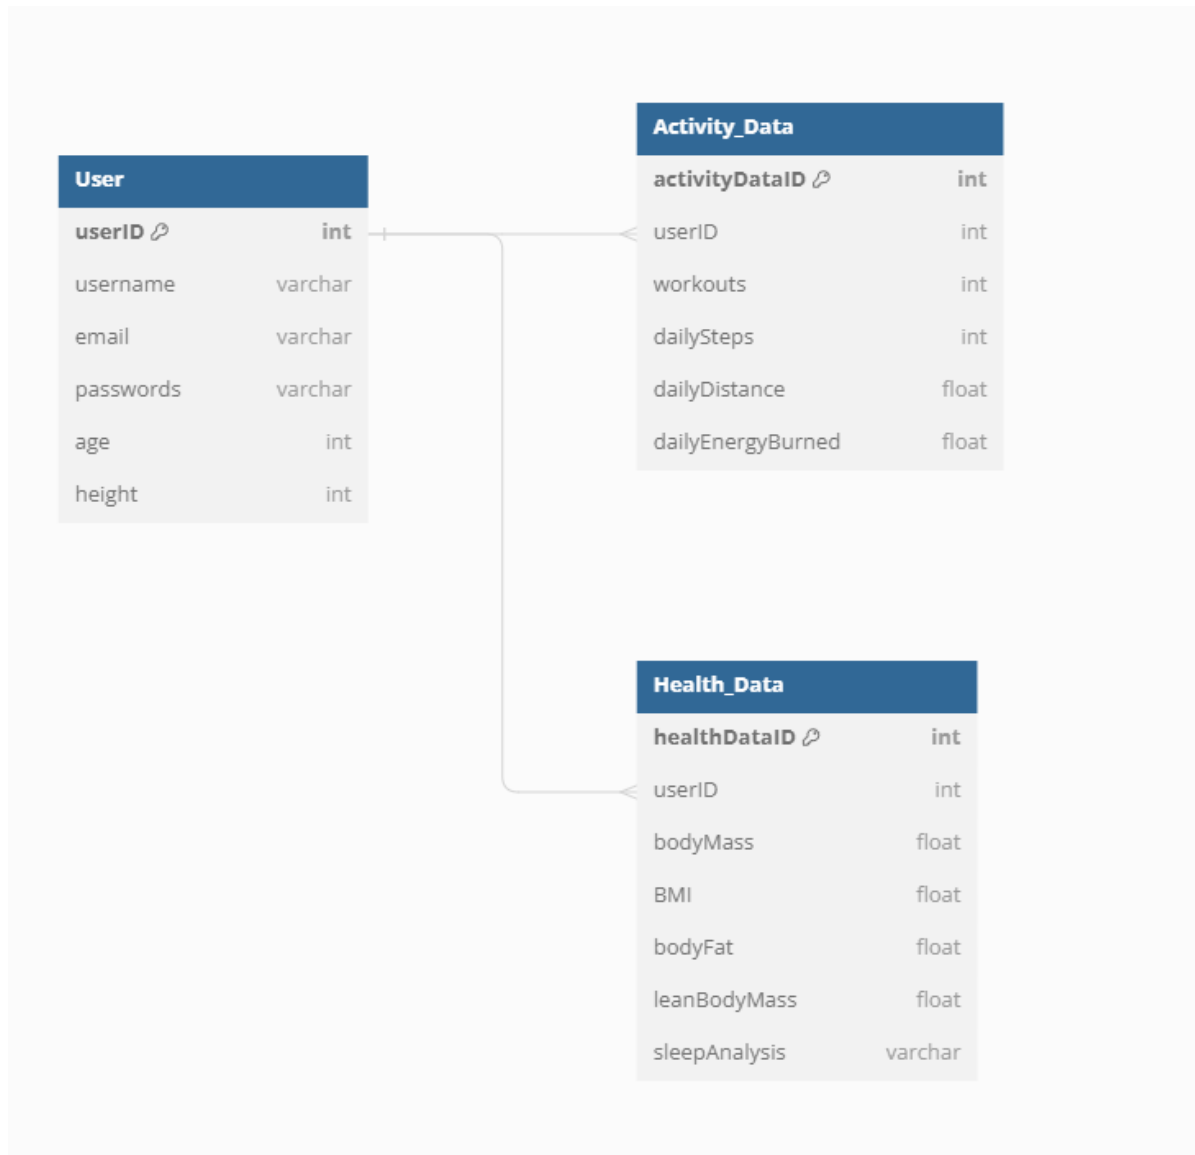 User
userID int
username varchar
email varchar
passwords varchar
age int
height int
Activity_Data
activityDataID int
userID int
workouts int
dailySteps int
dailyDistance float
dailyEnergyBurned float
Health_Data
healthDataID int
userID int
bodyMass float
BMI float
bodyFat float
leanBodyMass float
sleepAnalysis varchar